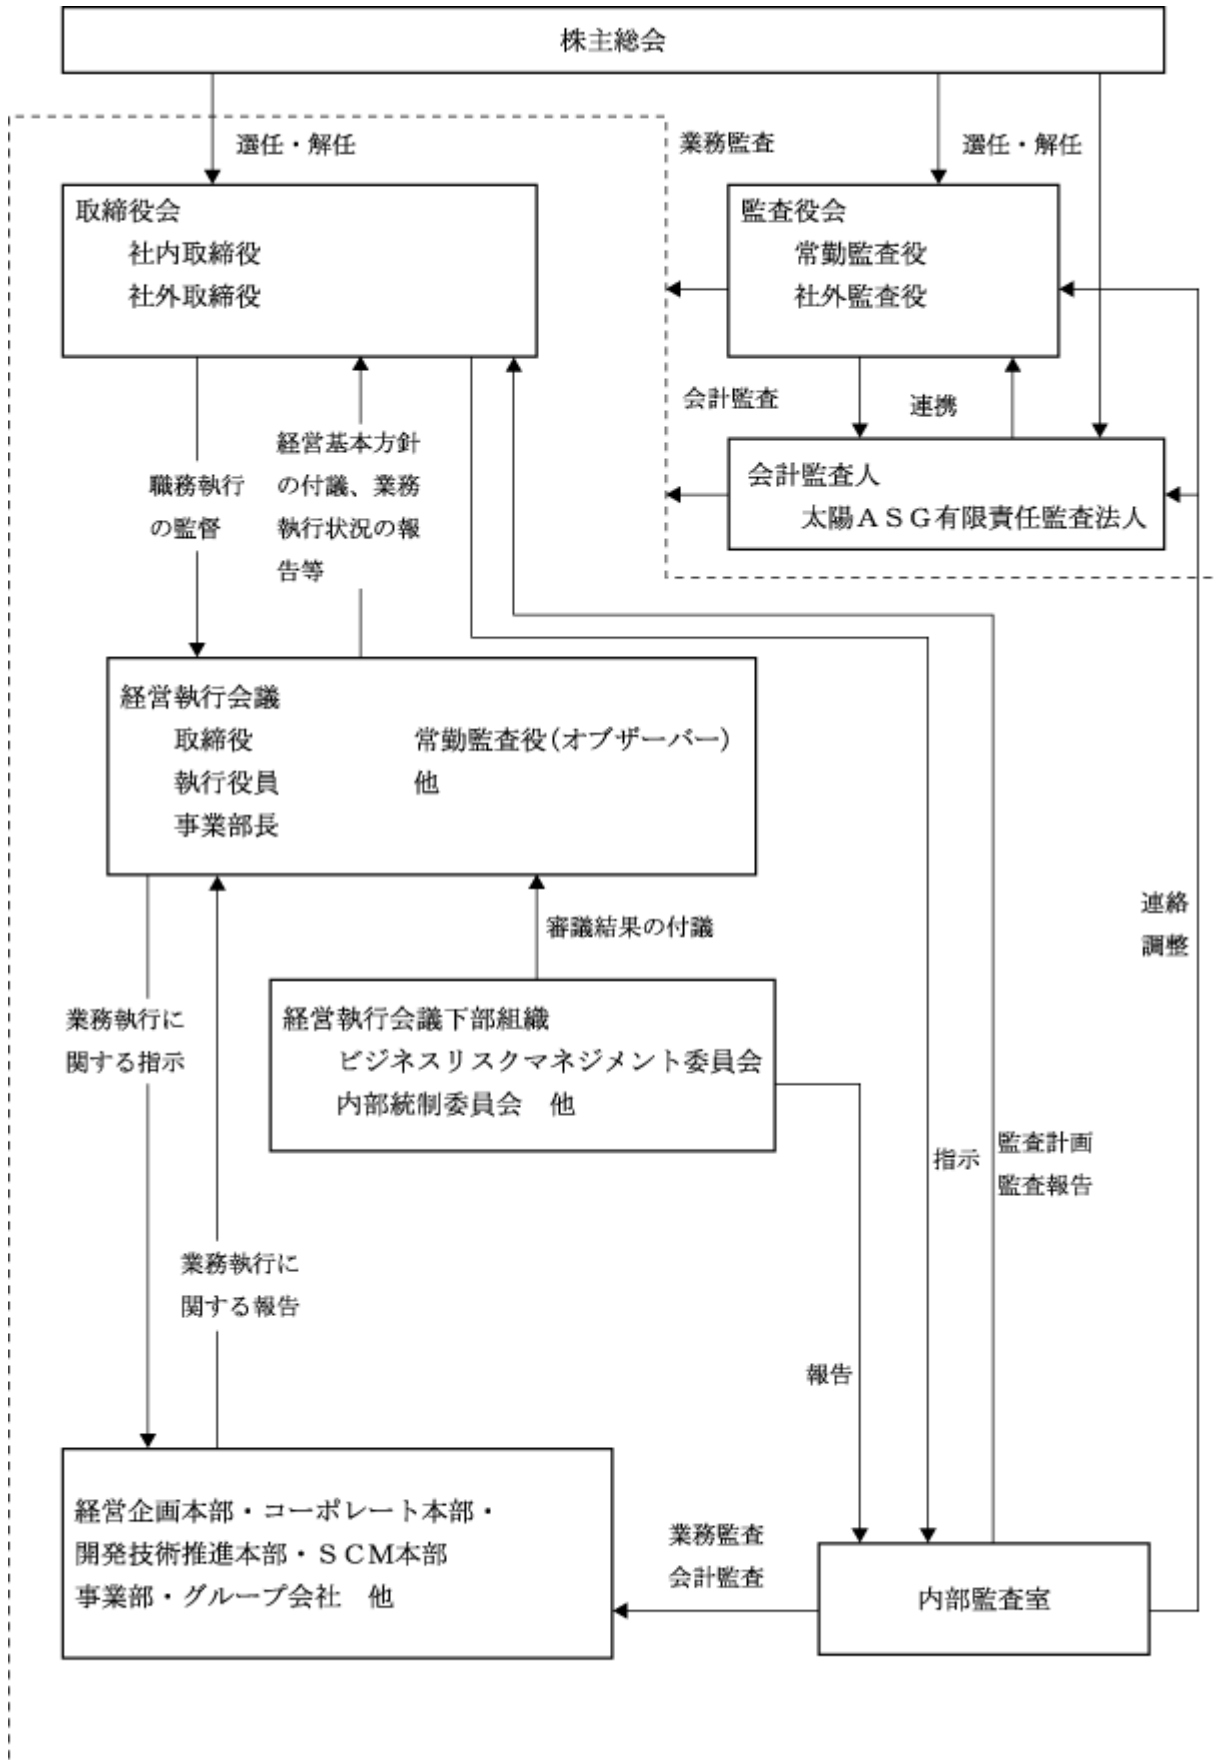 株主総会
選任・解任
業務監査
選任・解任
取締役会
社内取締役
社外取締役
監査役会
常勤監査役
社外監査役
会計監査
連携
経営基本方針
の付議、業務
執行状況の報
告等
職務執行
の監督
会計監査人
太陽ＡＳＧ有限責任監査法人
経営執行会議
取締役　常勤監査役(オブザーバー)
執行役員　他
事業部長
連絡
調整
審議結果の付議
業務執行に
関する指示
経営執行会議下部組織
ビジネスリスクマネジメント委員会
内部統制委員会　他
指示
監査計画
監査報告
業務執行に
関する報告
報告
経営企画本部・コーポレート本部・
開発技術推進本部・ＳＣＭ本部
事業部・グループ会社　他
業務監査
会計監査
内部監査室